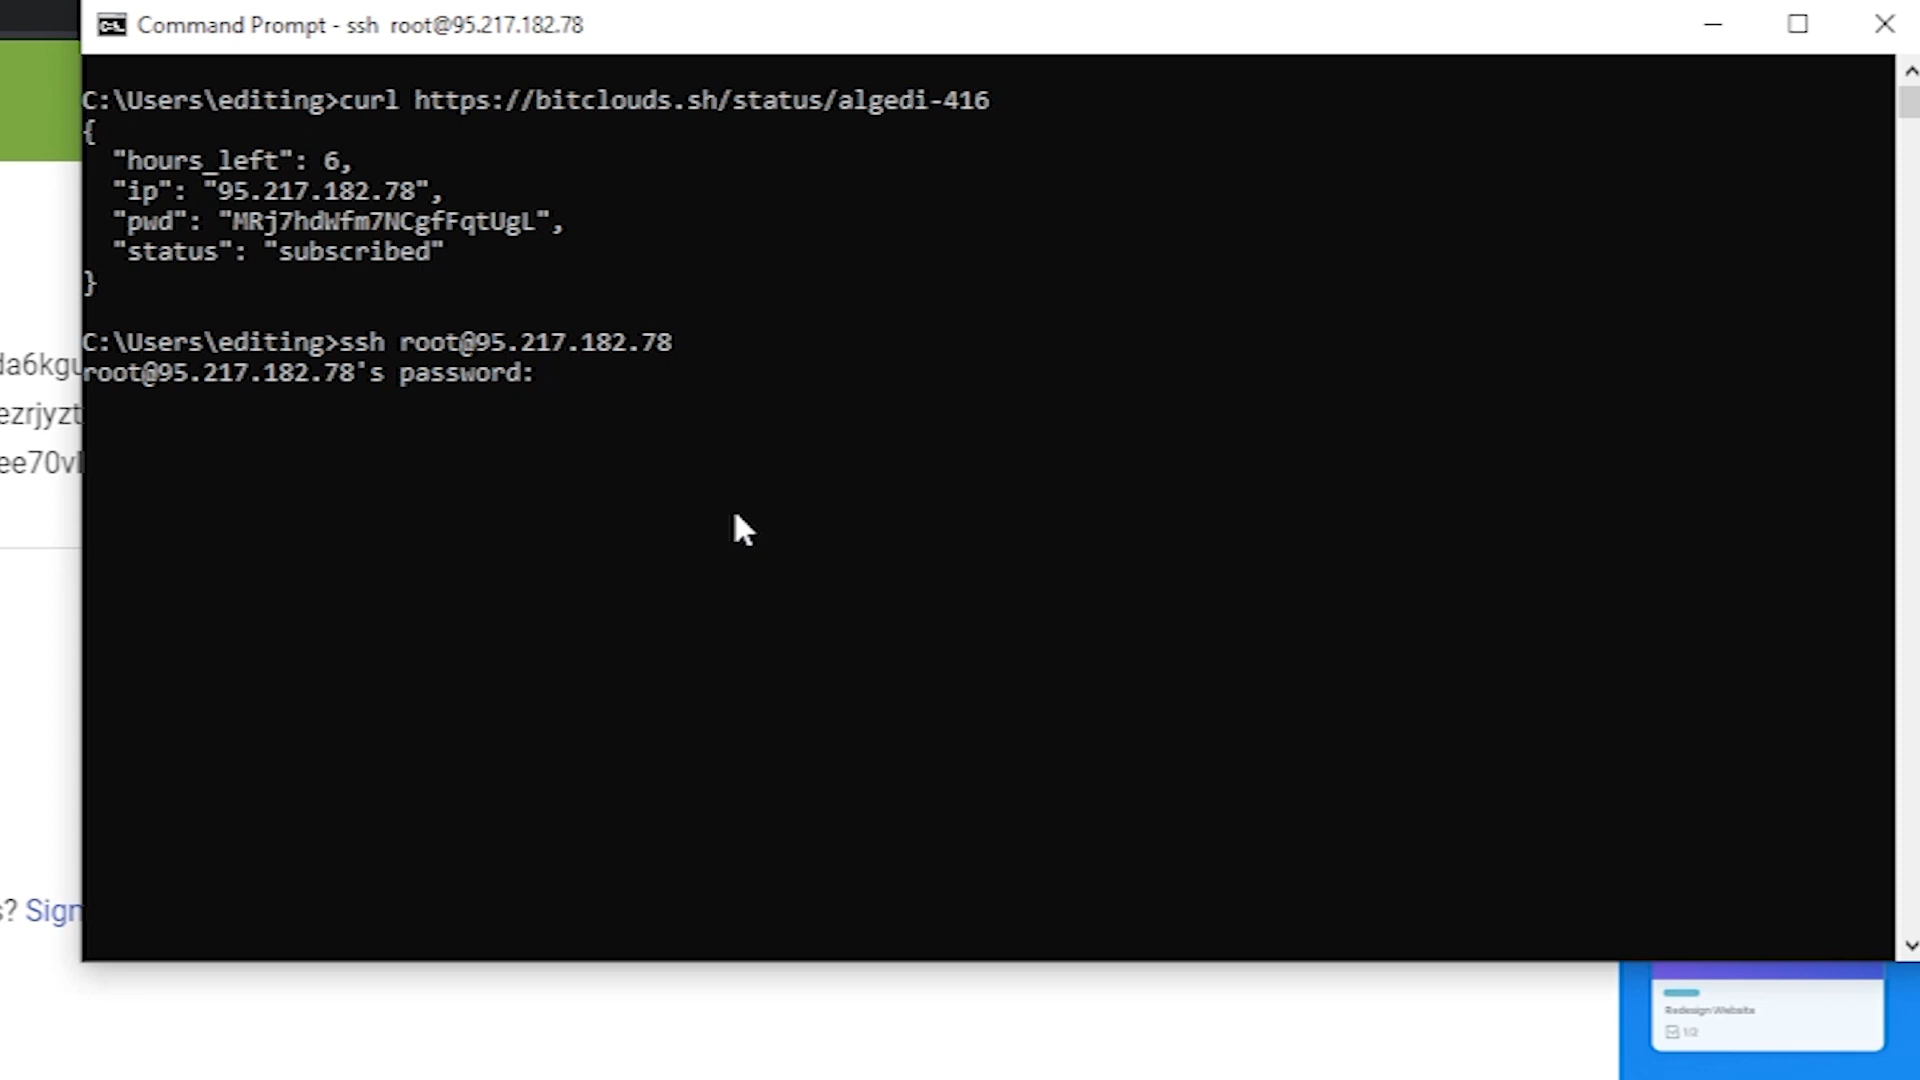 Command Prompt - ssh root@95.217.182.78
C:\Users\editing>curl https://bitclouds.sh/status/algedi-416
{
"hours_left": 6,
"ip": "95.217.182.78",
"pwd": "MRj7hdWfm7NCgfFqtUgL",
"status": "subscribed"
}
C:\Users\editing>ssh root@95.217.182.78
root@95.217.182.78's password:
da6kgu
ezrjyzt
ee70vl
s? Sign
Redesign Website
1/2